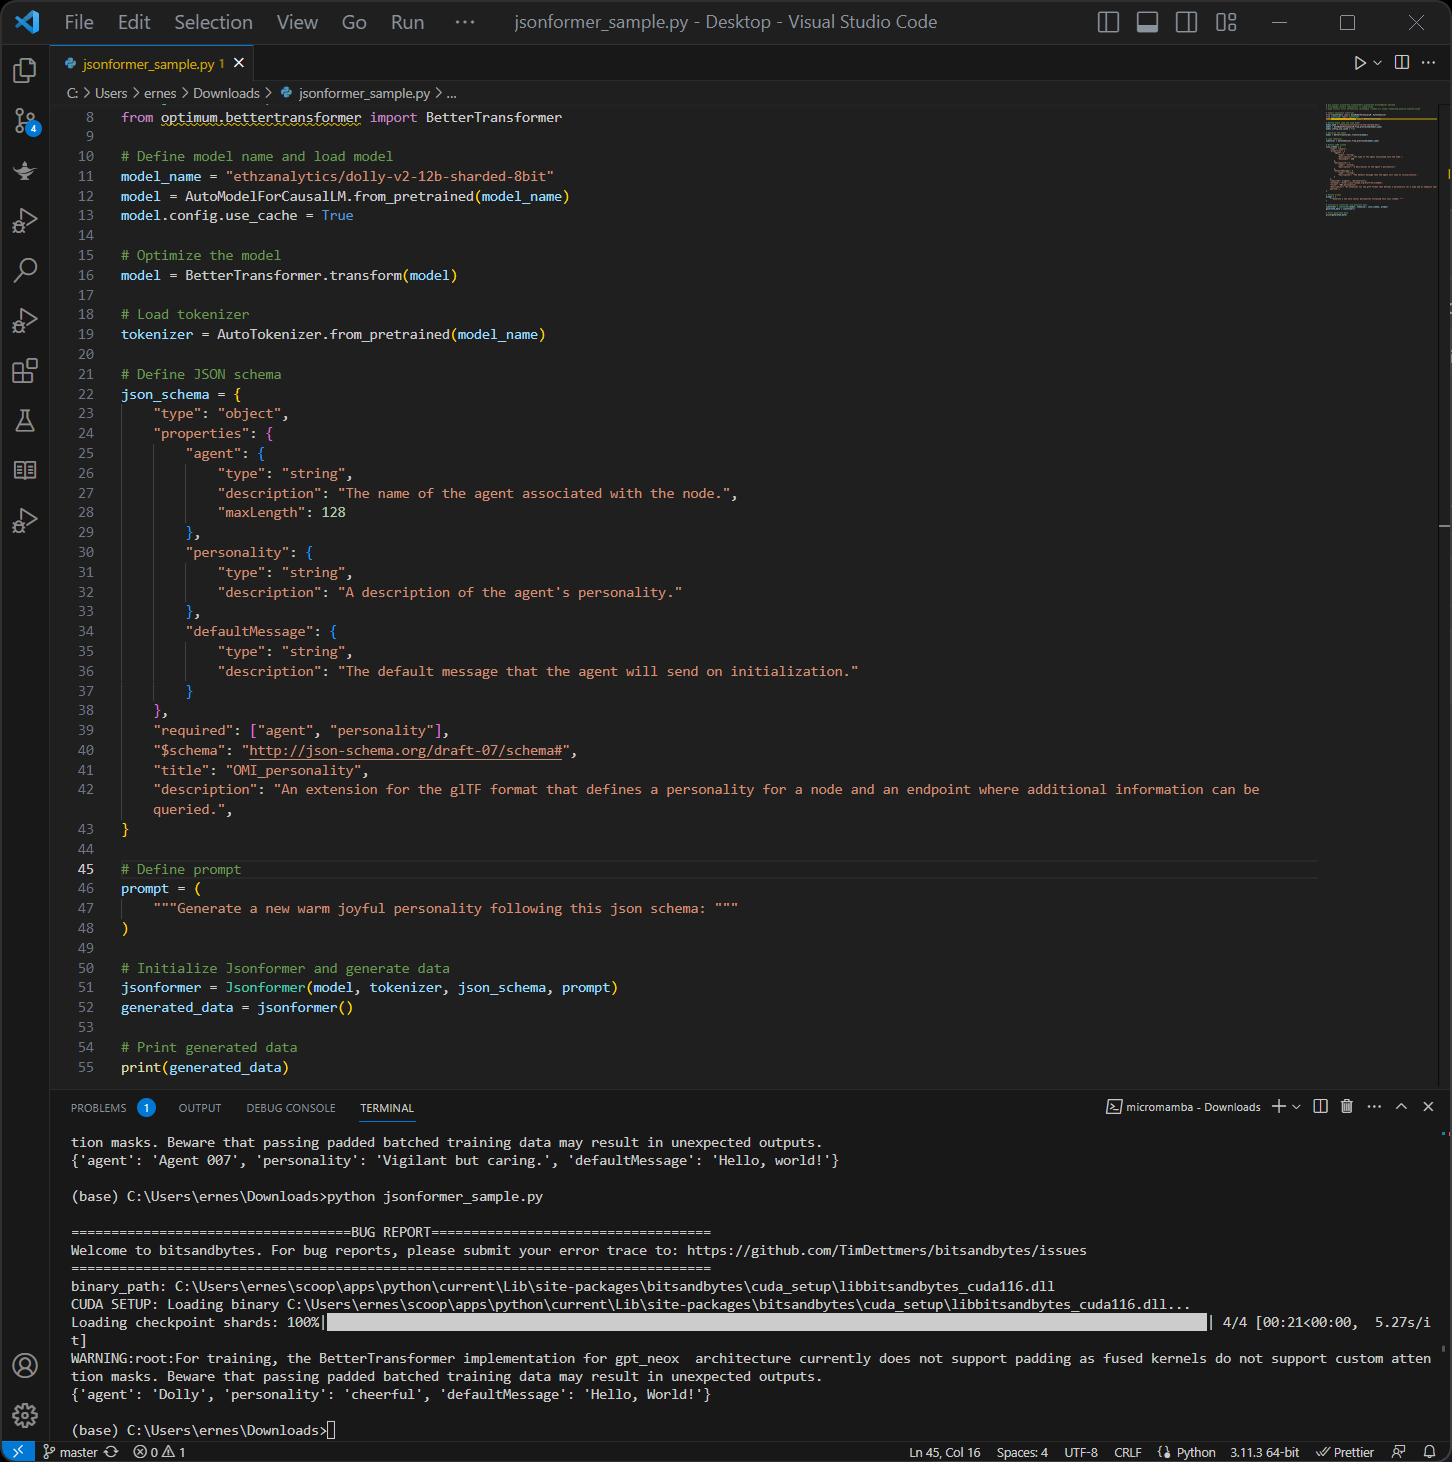 File Edit Selection View Go Run ··· jsonformer_sample.py - Desktop - Visual Studio Code
jsonformer_sample.py 1
C: > Users > ernes > Downloads > jsonformer_sample.py > ...
8 from optimum.bettertransformer import BetterTransformer
9
10 # Define model name and load model
11 model_name = "ethzanalytics/dolly-v2-12b-sharded-8bit"
12 model = AutoModelForCausalLM.from_pretrained(model_name)
13 model.config.use_cache = True
14
15 # Optimize the model
16 model = BetterTransformer.transform(model)
17
18 # Load tokenizer
19 tokenizer = AutoTokenizer.from_pretrained(model_name)
20
21 # Define JSON schema
22 json_schema = {
23 "type": "object",
24 "properties": {
25 "agent": {
26 "type": "string",
27 "description": "The name of the agent associated with the node.",
28 "maxLength": 128
29 },
30 "personality": {
31 "type": "string",
32 "description": "A description of the agent's personality."
33 },
34 "defaultMessage": {
35 "type": "string",
36 "description": "The default message that the agent will send on initialization."
37 }
38 },
39 "required": ["agent", "personality"],
40 "$schema": "http://json-schema.org/draft-07/schema#",
41 "title": "OMI_personality",
42 "description": "An extension for the glTF format that defines a personality for a node and an endpoint where additional information can be
queried.",
43 }
44
45 # Define prompt
46 prompt = (
47 """Generate a new warm joyful personality following this json schema: """
48 )
49
50 # Initialize Jsonformer and generate data
51 jsonformer = Jsonformer(model, tokenizer, json_schema, prompt)
52 generated_data = jsonformer()
53
54 # Print generated data
55 print(generated_data)
PROBLEMS 1 OUTPUT DEBUG CONSOLE TERMINAL micromamba - Downloads
tion masks. Beware that passing padded batched training data may result in unexpected outputs.
{'agent': 'Agent 007', 'personality': 'Vigilant but caring.', 'defaultMessage': 'Hello, world!'}
(base) C:\Users\ernes\Downloads>python jsonformer_sample.py
===================================BUG REPORT===================================
Welcome to bitsandbytes. For bug reports, please submit your error trace to: https://github.com/TimDettmers/bitsandbytes/issues
================================================================================
binary_path: C:\Users\ernes\scoop\apps\python\current\Lib\site-packages\bitsandbytes\cuda_setup\libbitsandbytes_cuda116.dll
CUDA SETUP: Loading binary C:\Users\ernes\scoop\apps\python\current\Lib\site-packages\bitsandbytes\cuda_setup\libbitsandbytes_cuda116.dll...
Loading checkpoint shards: 100%| | 4/4 [00:21<00:00, 5.27s/i
t]
WARNING:root:For training, the BetterTransformer implementation for gpt_neox  architecture currently does not support padding as fused kernels do not support custom atten
tion masks. Beware that passing padded batched training data may result in unexpected outputs.
{'agent': 'Dolly', 'personality': 'cheerful', 'defaultMessage': 'Hello, World!'}
(base) C:\Users\ernes\Downloads>
4
master 0 1 Ln 45, Col 16 Spaces: 4 UTF-8 CRLF Python 3.11.3 64-bit Prettier